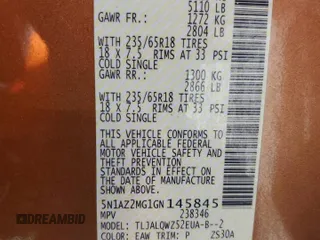 5110 LB
GAWR FR.: 1272 KG
2804 LB
WITH 235/65R18 TIRES
18 X 7.5 RIMS AT 33 PSI
COLD SINGLE
GAWR RR.: 1300 KG
2866 LB
WITH 235/65R18 TIRES
18 X 7.5 RIMS AT 33 PSI
COLD SINGLE
THIS VEHICLE CONFORMS TO
ALL APPLICABLE FEDERAL
MOTOR VEHICLE SAFETY AND
THEFT PREVENTION
STANDARDS IN EFFECT ON
THE DATE OF MANUFACTURE
SHOWN ABOVE
5N1AZ2MG1GN145845
MPV 238346
MODEL: TLJALQWZ52EUA-B--2
COLOR: EAW TRIM: P ZS30A
DREAMBID